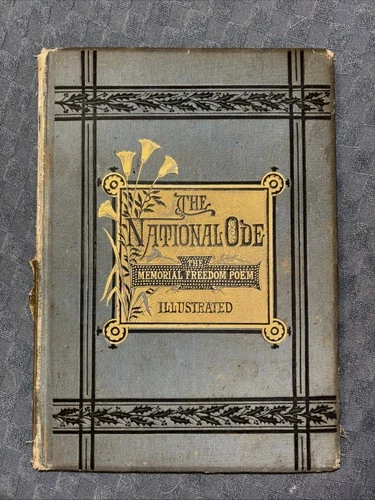 THE
NATIONAL ODE
THE
MEMORIAL FREEDOM POEM
ILLUSTRATED